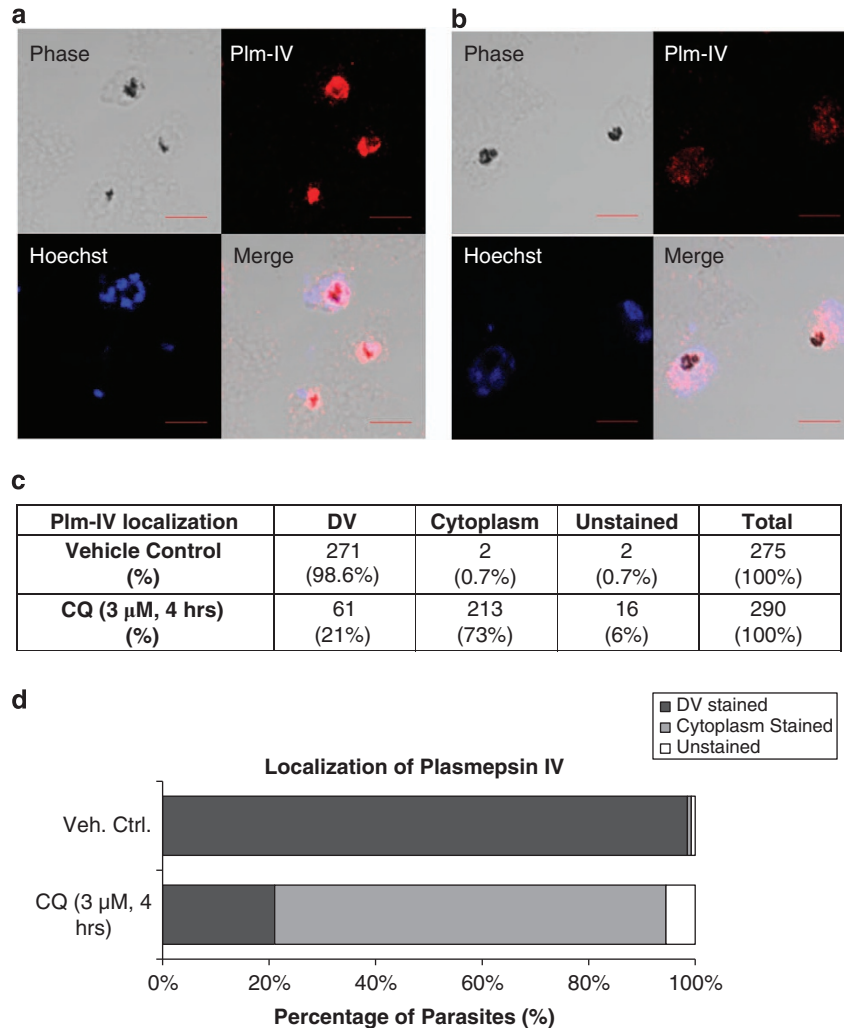 a
Phase
Plm-IV
Hoechst
Merge
b
Phase
Plm-IV
Hoechst
Merge
c
Plm-IV localization DV Cytoplasm Unstained Total
Vehicle Control (%) 271 (98.6%) 2 (0.7%) 2 (0.7%) 275 (100%)
CQ (3 μM, 4 hrs) (%) 61 (21%) 213 (73%) 16 (6%) 290 (100%)
d
DV stained
Cytoplasm Stained
Unstained
Localization of Plasmepsin IV
Veh. Ctrl.
CQ (3 μM, 4
hrs)
0% 20% 40% 60% 80% 100%
Percentage of Parasites (%)